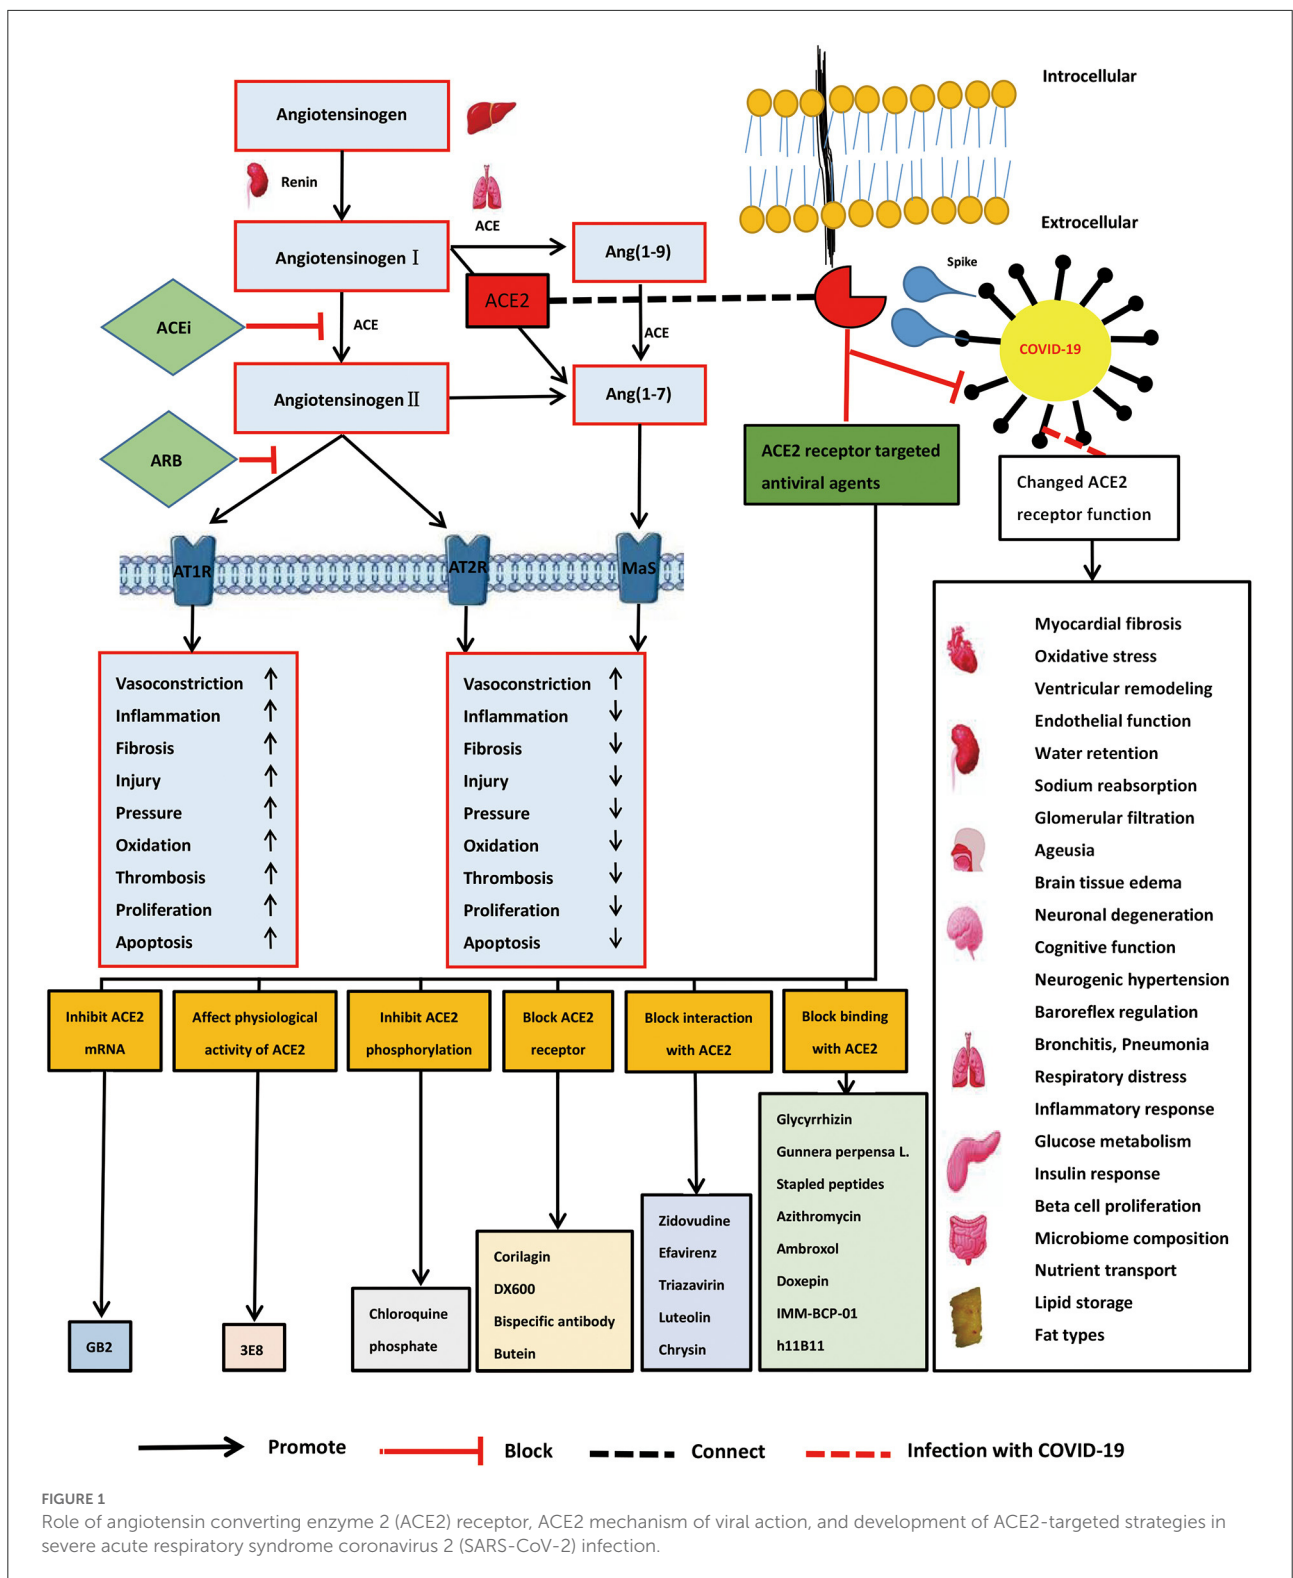 Angiotensinogen
Renin
ACE
Angiotensinogen I
Ang(1-9)
ACE2
ACEi
ACE
ACE
Angiotensinogen II
Ang(1-7)
ARB
AT1R
AT2R
MaS
Vasoconstriction ↑
Inflammation ↑
Fibrosis ↑
Injury ↑
Pressure ↑
Oxidation ↑
Thrombosis ↑
Proliferation ↑
Apoptosis ↑
Vasoconstriction ↑
Inflammation ↓
Fibrosis ↓
Injury ↓
Pressure ↓
Oxidation ↓
Thrombosis ↓
Proliferation ↓
Apoptosis ↓
Introcellular
Extrocellular
Spike
COVID-19
ACE2 receptor targeted
antiviral agents
Changed ACE2
receptor function
Myocardial fibrosis
Oxidative stress
Ventricular remodeling
Endothelial function
Water retention
Sodium reabsorption
Glomerular filtration
Ageusia
Brain tissue edema
Neuronal degeneration
Cognitive function
Neurogenic hypertension
Baroreflex regulation
Bronchitis, Pneumonia
Respiratory distress
Inflammatory response
Glucose metabolism
Insulin response
Beta cell proliferation
Microbiome composition
Nutrient transport
Lipid storage
Fat types
Inhibit ACE2
mRNA
Affect physiological
activity of ACE2
Inhibit ACE2
phosphorylation
Block ACE2
receptor
Block interaction
with ACE2
Block binding
with ACE2
GB2
3E8
Chloroquine
phosphate
Corilagin
DX600
Bispecific antibody
Butein
Zidovudine
Efavirenz
Triazavirin
Luteolin
Chrysin
Glycyrrhizin
Gunnera perpensa L.
Stapled peptides
Azithromycin
Ambroxol
Doxepin
IMM-BCP-01
h11B11
Promote
Block
Connect
Infection with COVID-19
FIGURE 1
Role of angiotensin converting enzyme 2 (ACE2) receptor, ACE2 mechanism of viral action, and development of ACE2-targeted strategies in
severe acute respiratory syndrome coronavirus 2 (SARS-CoV-2) infection.